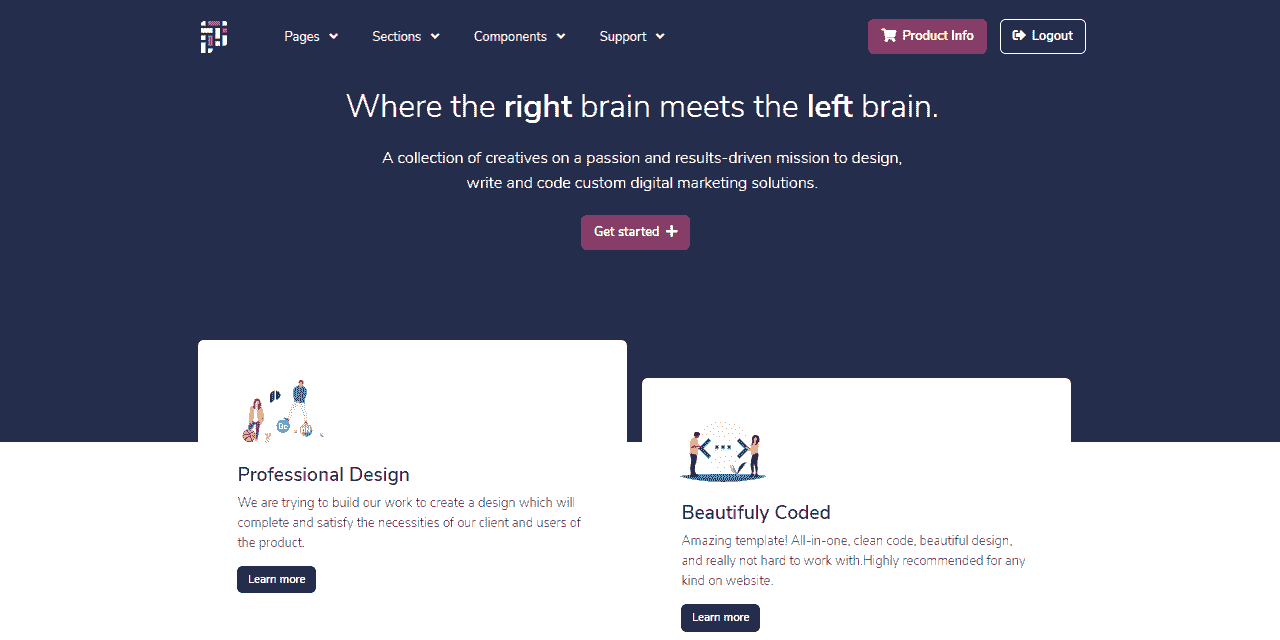 Pages
Sections
Components
Support
Product Info
Logout
Where the right brain meets the left brain.
A collection of creatives on a passion and results-driven mission to design,
write and code custom digital marketing solutions.
Get started
Professional Design
We are trying to build our work to create a design which will
complete and satisfy the necessities of our client and users of
the product.
Learn more
Beautifuly Coded
Amazing template! All-in-one, clean code, beautiful design,
and really not hard to work with.Highly recommended for any
kind on website.
Learn more